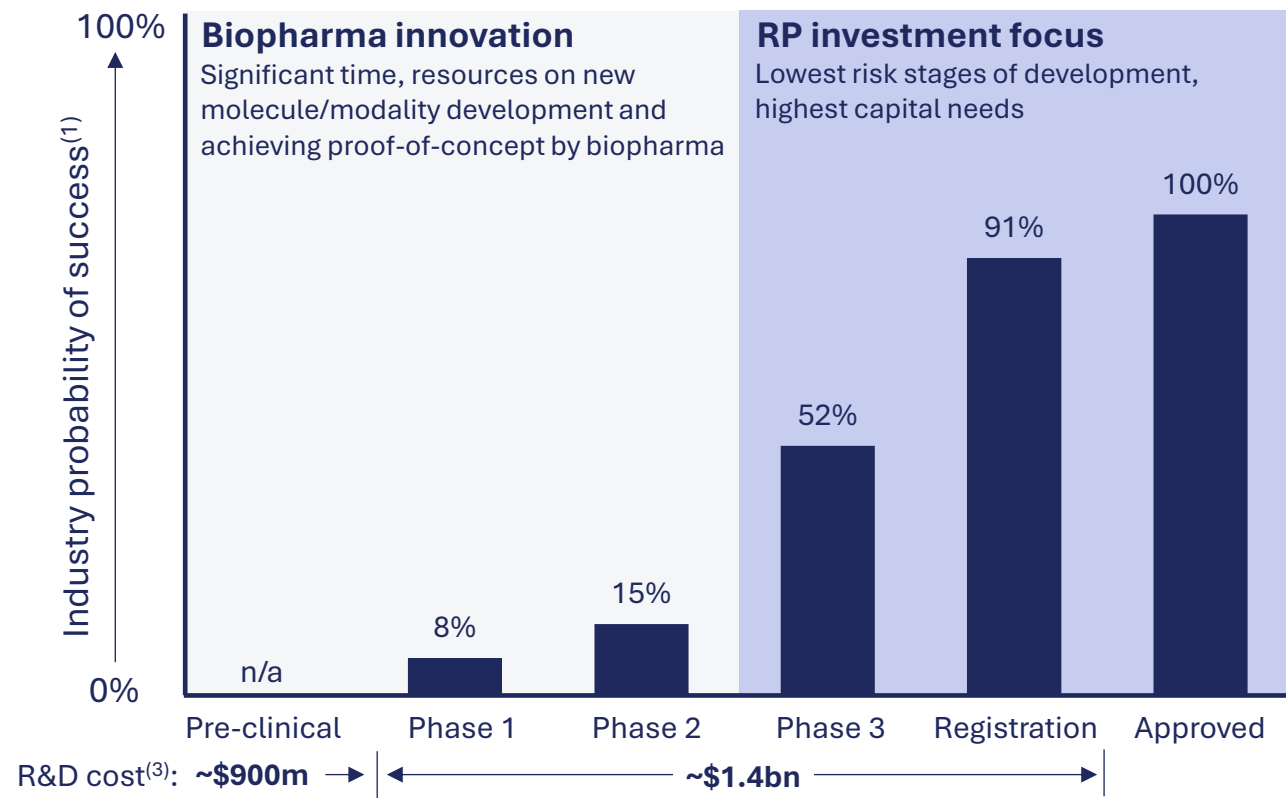 100%
Industry probability of success(1)
0%
Biopharma innovation
Significant time, resources on new
molecule/modality development and
achieving proof-of-concept by biopharma
RP investment focus
Lowest risk stages of development,
highest capital needs
n/a
8%
15%
52%
91%
100%
Pre-clinical Phase 1 Phase 2 Phase 3 Registration Approved
R&D cost(3): ~$900m ~$1.4bn